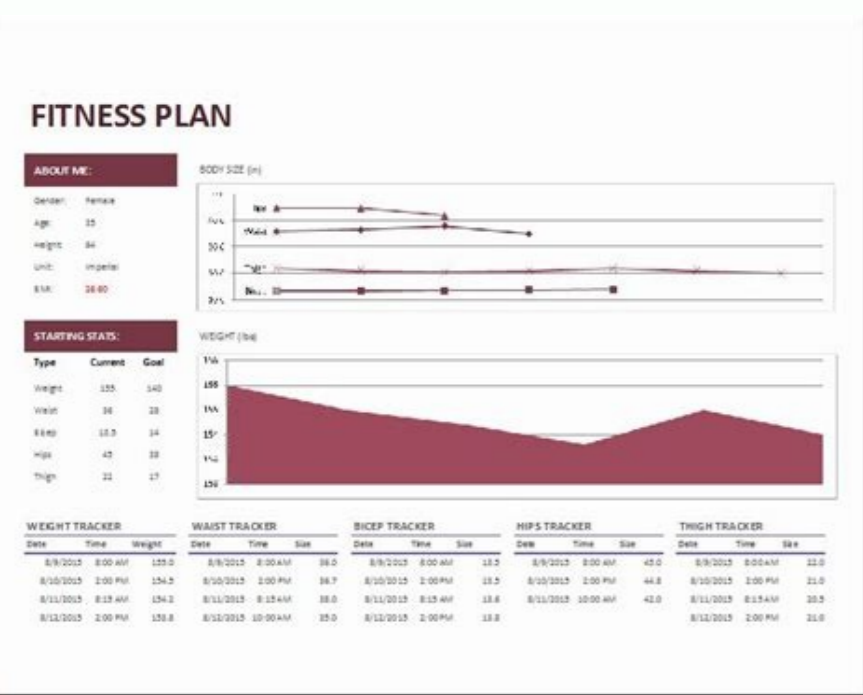 FITNESS PLAN
ABOUT ME:
Gender: Female
Age: 35
Height: 64
Unit: Imperial
BMI:
BODY SIZE (in)
Waist
STARTING STATS:
Type Current Goal
Weight 155 140
Waist 36 28
Bicep 13.5 14
Hips 45 38
Thigh 22 17
WEIGHT (lbs)
155
WEIGHT TRACKER
Date Time Weight
8/9/2015 8:00 AM 155.0
8/10/2015 2:00 PM 154.5
8/11/2015 8:15 AM 154.2
8/12/2015 2:00 PM 153.8
WAIST TRACKER
Date Time Size
8/9/2015 8:00 AM 36.0
8/10/2015 2:00 PM 36.7
8/11/2015 8:15 AM 38.0
8/12/2015 10:00 AM 35.0
BICEP TRACKER
Date Time Size
8/9/2015 8:00 AM 13.5
8/10/2015 2:00 PM 13.5
8/11/2015 8:15 AM 13.6
8/12/2015 2:00 PM 13.8
HIPS TRACKER
Date Time Size
8/9/2015 8:00 AM 45.0
8/10/2015 2:00 PM 44.8
8/11/2015 10:00 AM 42.0
THIGH TRACKER
Date Time Size
8/9/2015 8:00 AM 22.0
8/10/2015 2:00 PM 21.0
8/11/2015 8:15 AM 20.5
8/12/2015 2:00 PM 21.0